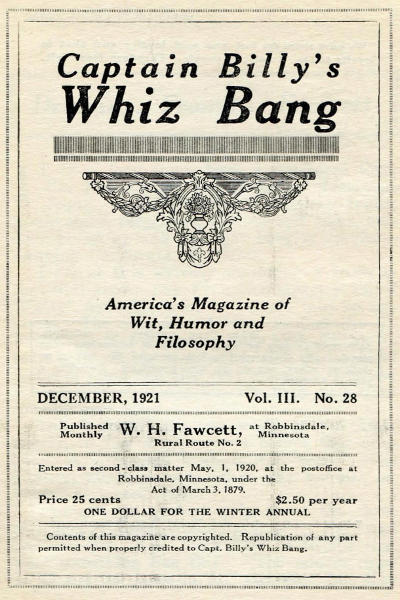 Captain Billy's
Whiz Bang
America's Magazine of
Wit, Humor and
Filosophy
DECEMBER, 1921 Vol. III. No. 28
Published
Monthly
W. H. Fawcett,
Rural Route No. 2
at Robbinsdale,
Minnesota
Entered as second-class matter May, 1, 1920, at the postoffice at
Robbinsdale, Minnesota, under the
Act of March 3, 1879.
Price 25 cents $2.50 per year
ONE DOLLAR FOR THE WINTER ANNUAL
Contents of this magazine are copyrighted. Republication of any part
permitted when properly credited to Capt. Billy's Whiz Bang.